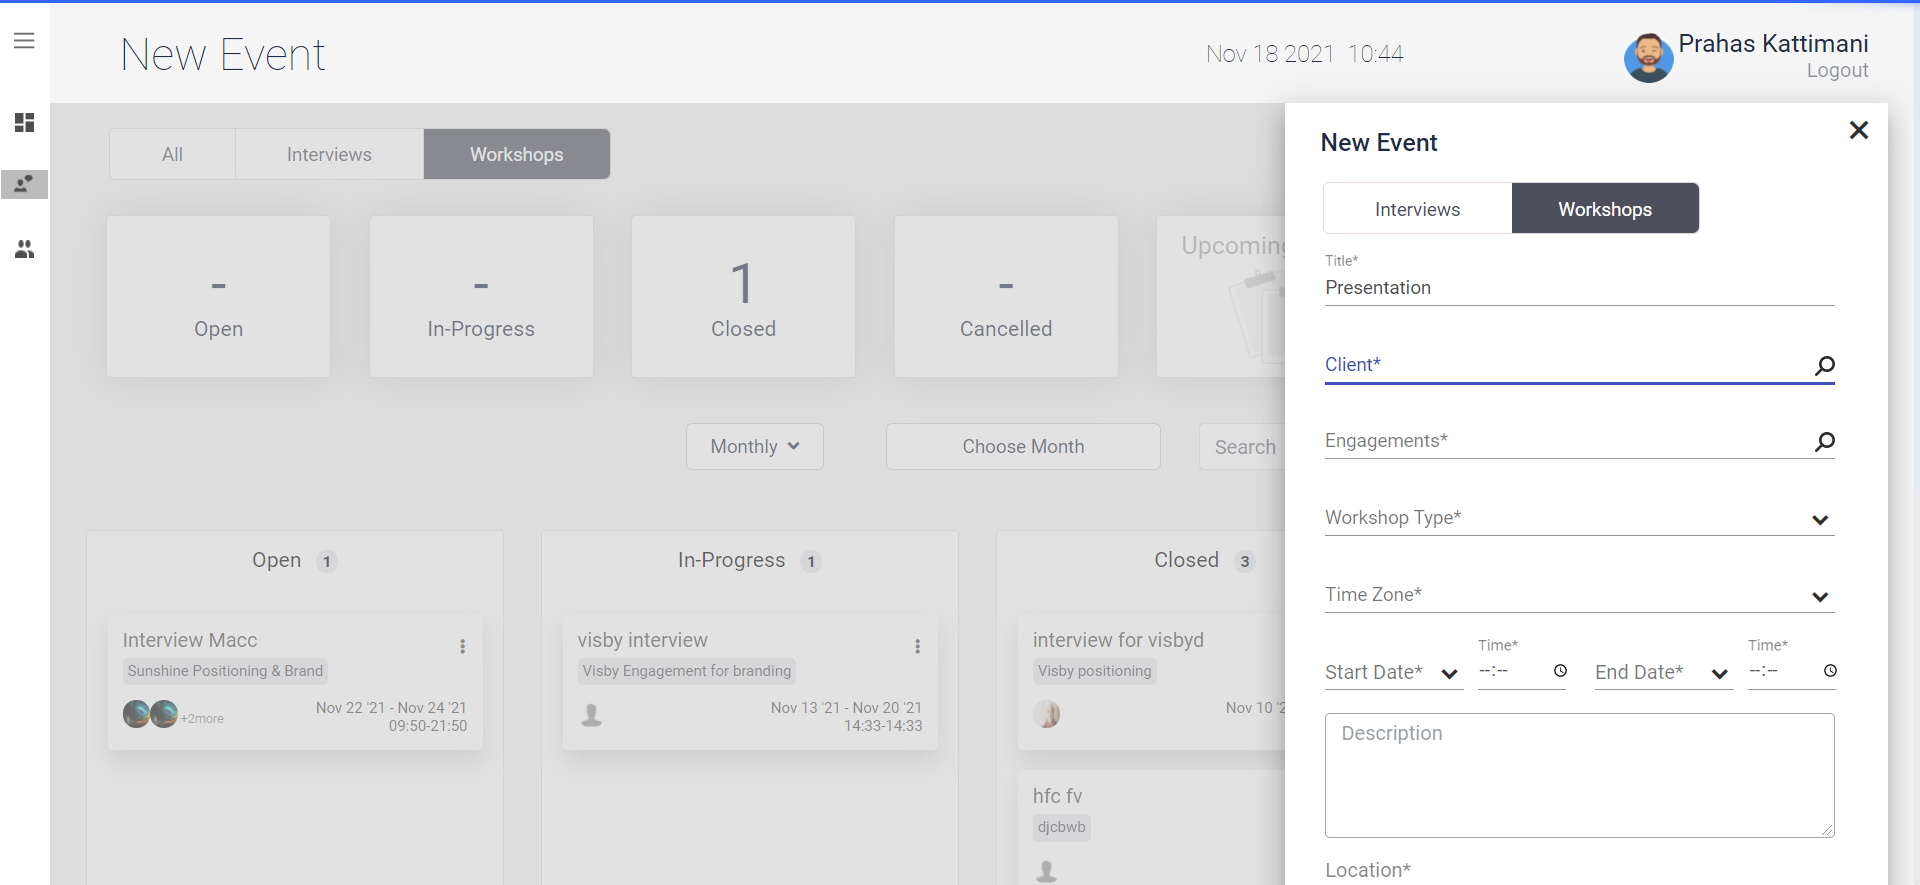 New Event
Nov 18 2021 10:44
Prahas Kattimani
Logout
All
Interviews
Workshops
-
Open
-
In-Progress
1
Closed
-
Cancelled
Upcoming
Monthly
Choose Month
Search
Open 1
Interview Macc
Sunshine Positioning & Brand
+2more
Nov 22 '21 - Nov 24 '21
09:50-21:50
In-Progress 1
visby interview
Visby Engagement for branding
Nov 13 '21 - Nov 20 '21
14:33-14:33
Closed 3
interview for visbyd
Visby positioning
Nov 10 '2
hfc fv
djcbwb
New Event
Interviews
Workshops
Title*
Presentation
Client*
Engagements*
Workshop Type*
Time Zone*
Start Date*
Time*
--:--
End Date*
Time*
--:--
Description
Location*